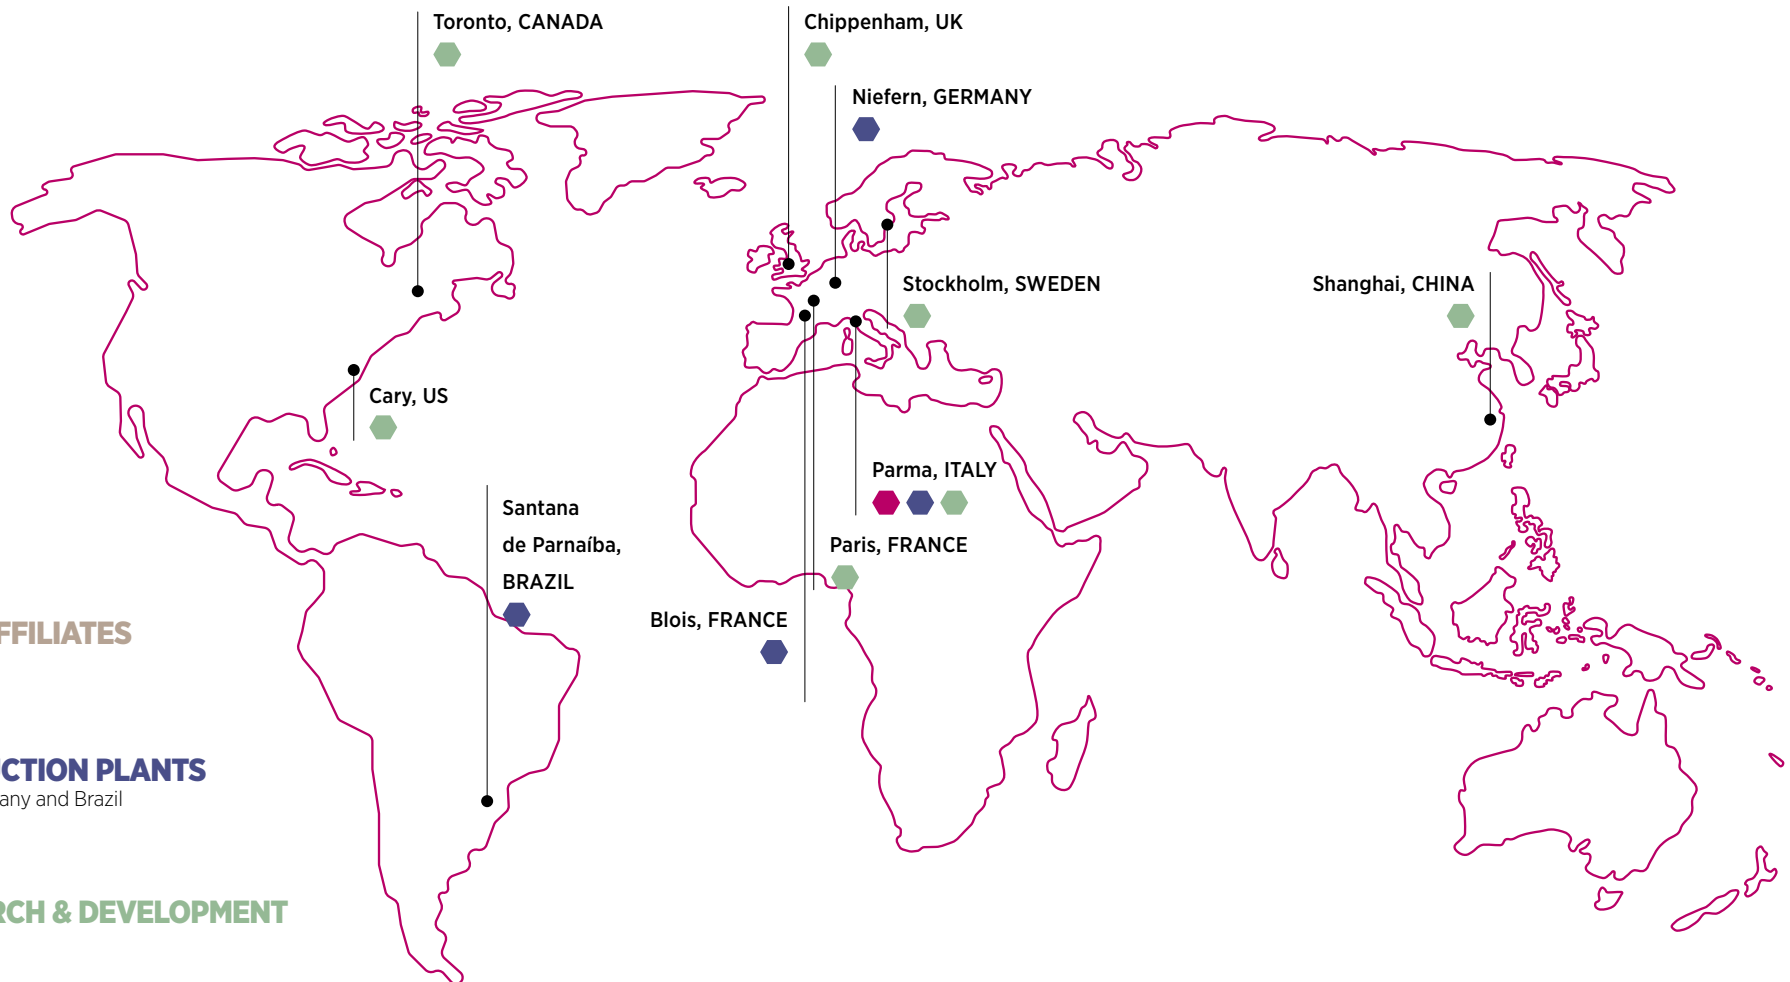 Toronto, CANADA
Chippenham, UK
Niefern, GERMANY
Stockholm, SWEDEN
Shanghai, CHINA
Cary, US
Parma, ITALY
Santana
de Parnaíba,
BRAZIL
Paris, FRANCE
Blois, FRANCE
FFILIATES
UCTION PLANTS
any and Brazil
RCH & DEVELOPMENT